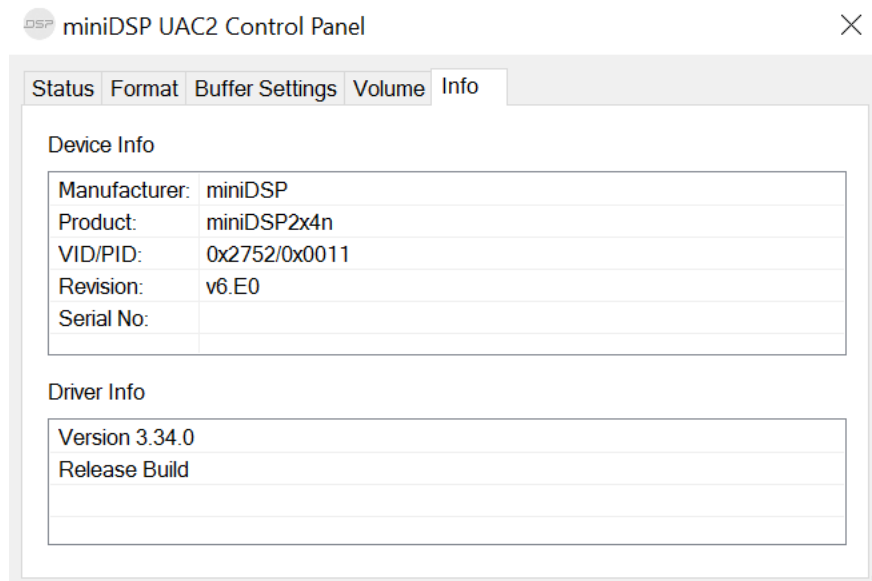 DSP miniDSP UAC2 Control Panel
Status Format Buffer Settings Volume Info
Device Info
Manufacturer: miniDSP
Product: miniDSP2x4n
VID/PID: 0x2752/0x0011
Revision: v6.E0
Serial No:
Driver Info
Version 3.34.0
Release Build